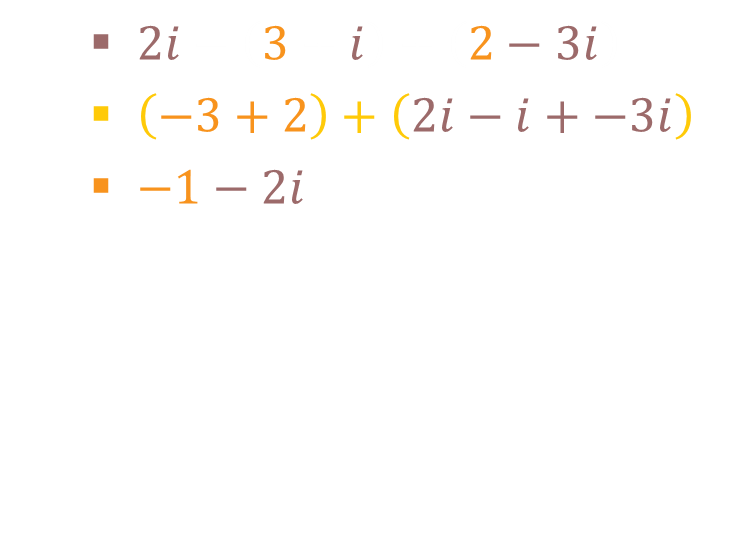 2i 3 i 2 − 3i
(−3 + 2) + (2i − i + −3i)
−1 − 2i